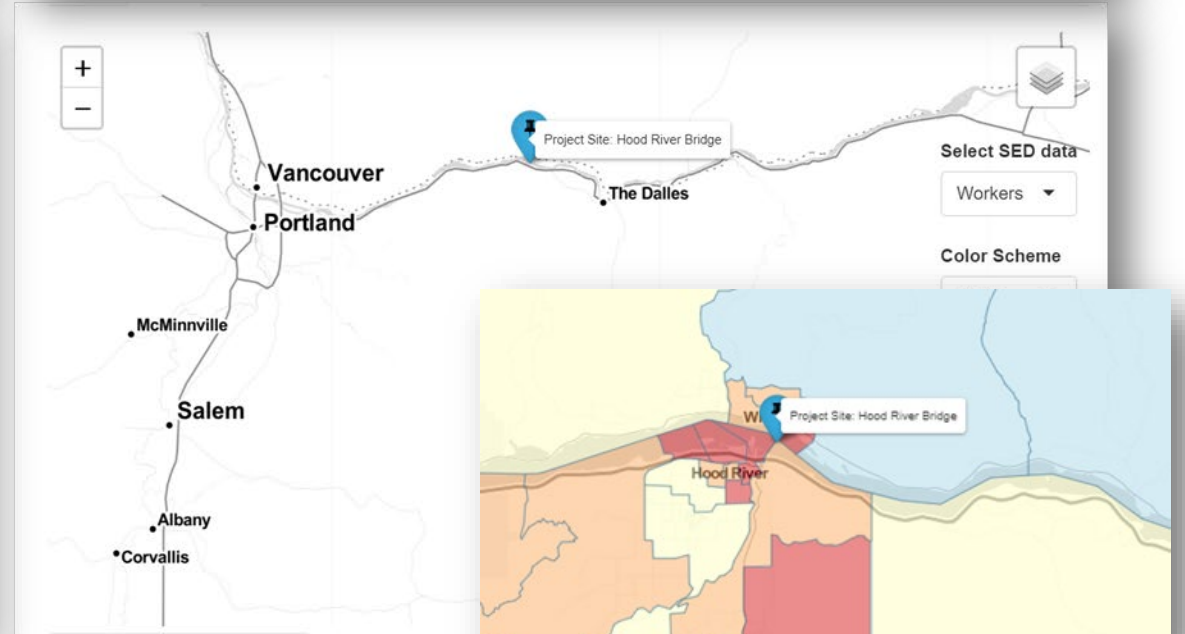 +
−
Project Site: Hood River Bridge
Select SED data
Workers
Color Scheme
Vancouver
Portland
The Dalles
McMinnville
Salem
Albany
Corvallis
Project Site: Hood River Bridge
Hood River